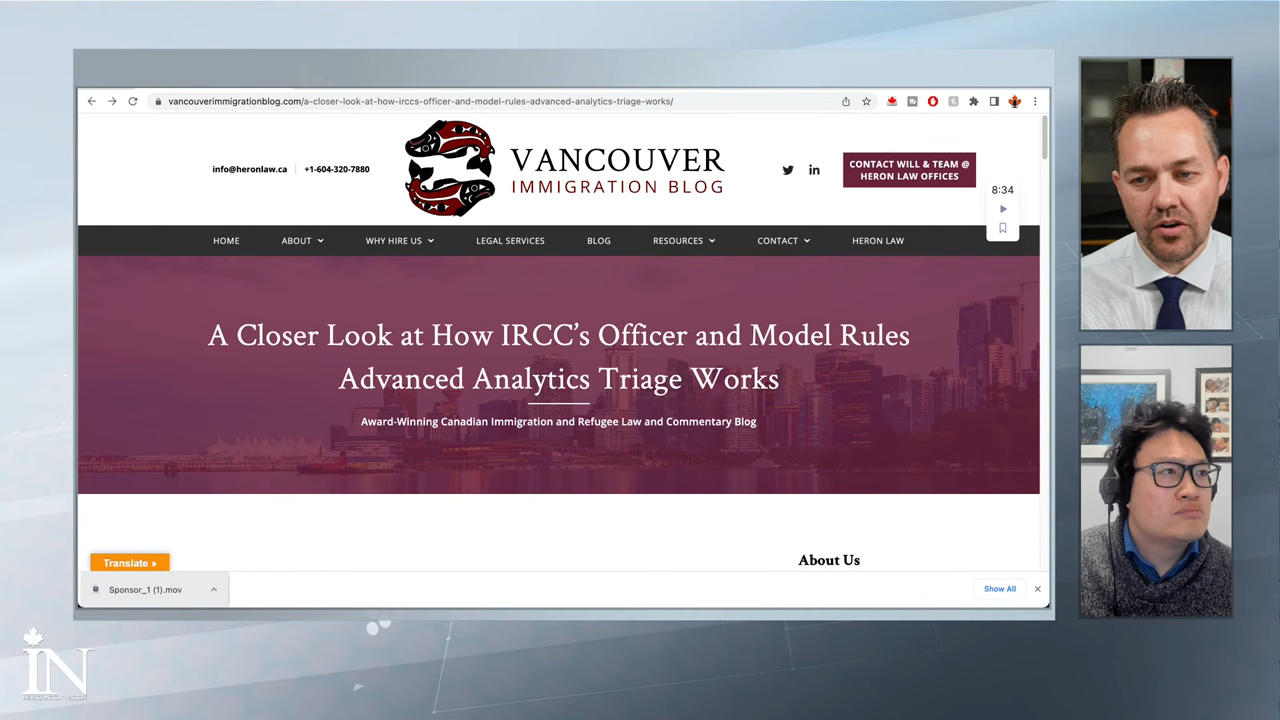 vancouverimmigrationblog.com/a-closer-look-at-how-irccs-officer-and-model-rules-advanced-analytics-triage-works/
info@heronlaw.ca
+1-604-320-7880
VANCOUVER
IMMIGRATION BLOG
CONTACT WILL & TEAM @
HERON LAW OFFICES
8:34
HOME ABOUT WHY HIRE US LEGAL SERVICES BLOG RESOURCES CONTACT HERON LAW
A Closer Look at How IRCC's Officer and Model Rules
Advanced Analytics Triage Works
Award-Winning Canadian Immigration and Refugee Law and Commentary Blog
Translate »
About Us
Sponsor_1 (1).mov
Show All
iN